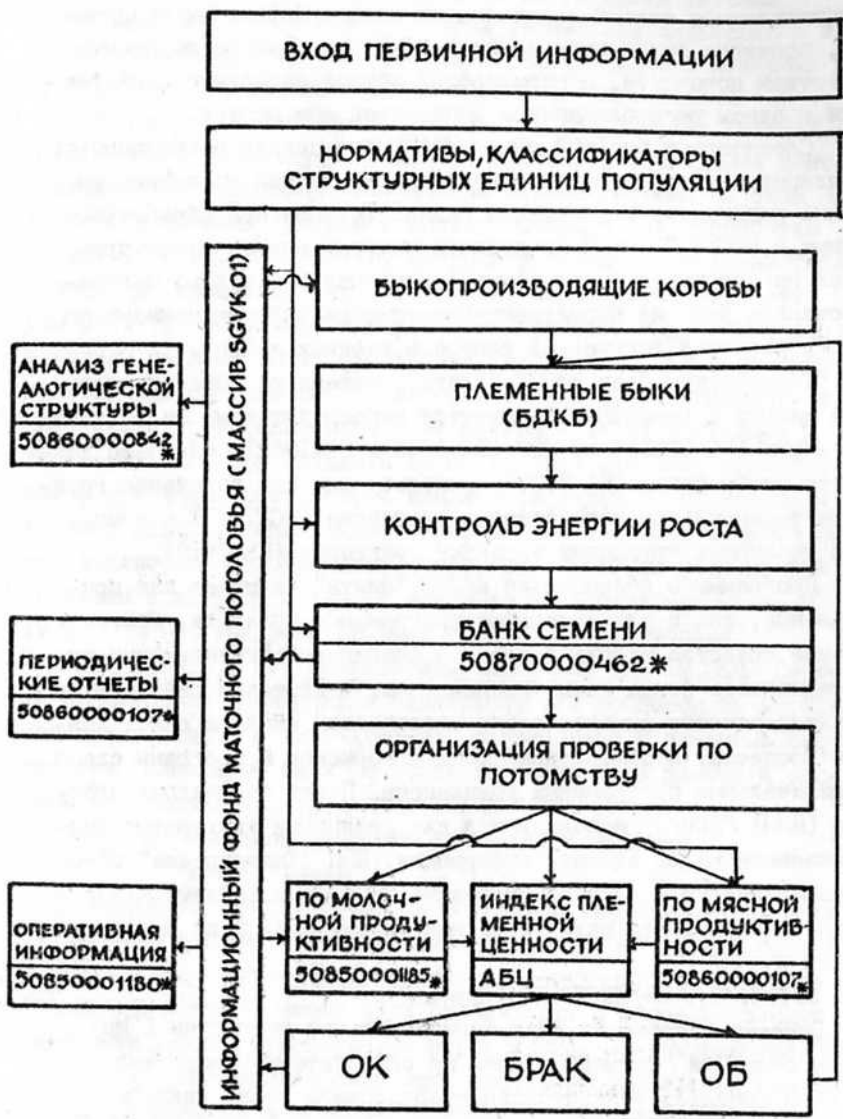 ВХОД ПЕРВИЧНОЙ ИНФОРМАЦИИ
НОРМАТИВЫ, КЛАССИФИКАТОРЫ
СТРУКТУРНЫХ ЕДИНИЦ ПОПУЛЯЦИИ
ИНФОРМАЦИОННЫЙ ФОНД МАТОЧНОГО ПОГОЛОВЬЯ (МАССИВ SGVK.01)
БЫКОПРОИЗВОДЯЩИЕ КОРОВЫ
АНАЛИЗ ГЕНЕ-
АЛОГИЧЕСКОЙ
СТРУКТУРЫ
50860000842*
ПЛЕМЕННЫЕ БЫКИ
(БДКБ)
КОНТРОЛЬ ЭНЕРГИИ РОСТА
БАНК СЕМЕНИ
50870000462*
ПЕРИОДИЧЕС-
КИЕ ОТЧЕТЫ
50860000107*
ОРГАНИЗАЦИЯ ПРОВЕРКИ ПО
ПОТОМСТВУ
ОПЕРАТИВНАЯ
ИНФОРМАЦИЯ
50850001180*
ПО МОЛОЧ-
НОЙ ПРОДУ-
КТИВНОСТИ
50850001185*
ИНДЕКС ПЛЕ-
МЕННОЙ
ЦЕННОСТИ
АБЦ
ПО МЯСНОЙ
ПРОДУКТИВ-
НОСТИ
50860000107*
ОК
БРАК
ОБ